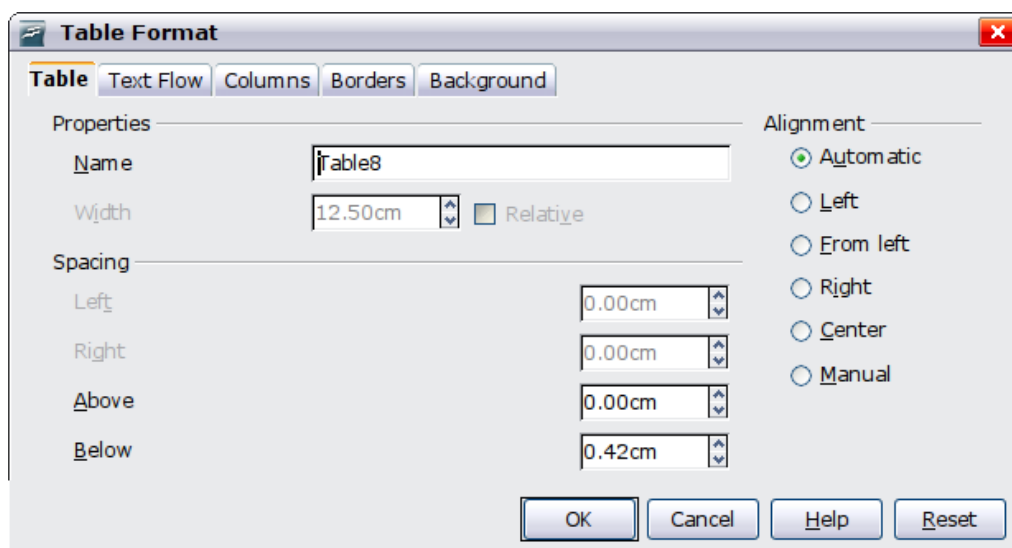 Table Format
Table Text Flow Columns Borders Background
Properties
Name Table8
Width 12.50cm Relative
Spacing
Left 0.00cm
Right 0.00cm
Above 0.00cm
Below 0.42cm
Alignment
Automatic
Left
From left
Right
Center
Manual
OK Cancel Help Reset